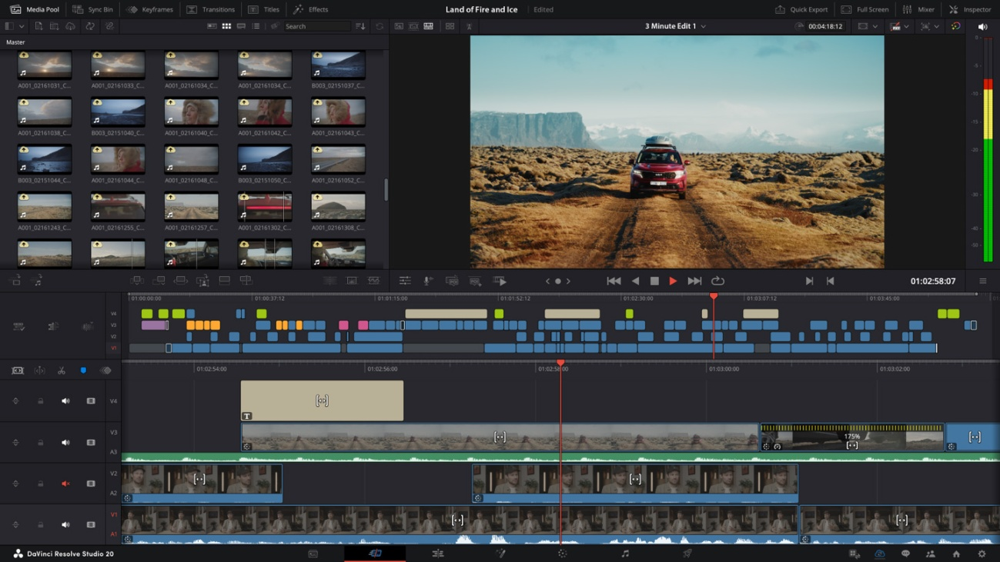 Media Pool Sync Bin Keyframes Transitions Titles Effects Land of Fire and Ice Edited Quick Export Full Screen Mixer Inspector
Search 3 Minute Edit 1 00:04:18:12
Master
A001_02161031_C... A001_02161033_C... A001_02161034_C... A001_02161034_C... B003_02151037_C...
A001_02161038_C... B003_02151040_C... A001_02161040_C... A001_02161042_C... A001_02161043_C...
B003_02151044_C... A001_02161044_C... A001_02161048_C... B003_02151050_C... A001_02161052_C...
A001_02161243_C... A001_02161255_C... A001_02161257_C... A001_02161302_C... A001_02161308_C...
0
-5
-10
-15
-20
-30
-40
-50
01:02:58:07
01:00:00:00 01:00:37:12 01:01:15:00 01:01:52:12 01:02:30:00 01:03:07:12 01:03:45:00
V4
V3
V2
V1
01:02:54:00 01:02:56:00 01:02:58:00 01:03:00:00 01:03:02:00
V4
T
V3
175%
A3
V2
A2
V1
A1
DaVinci Resolve Studio 20